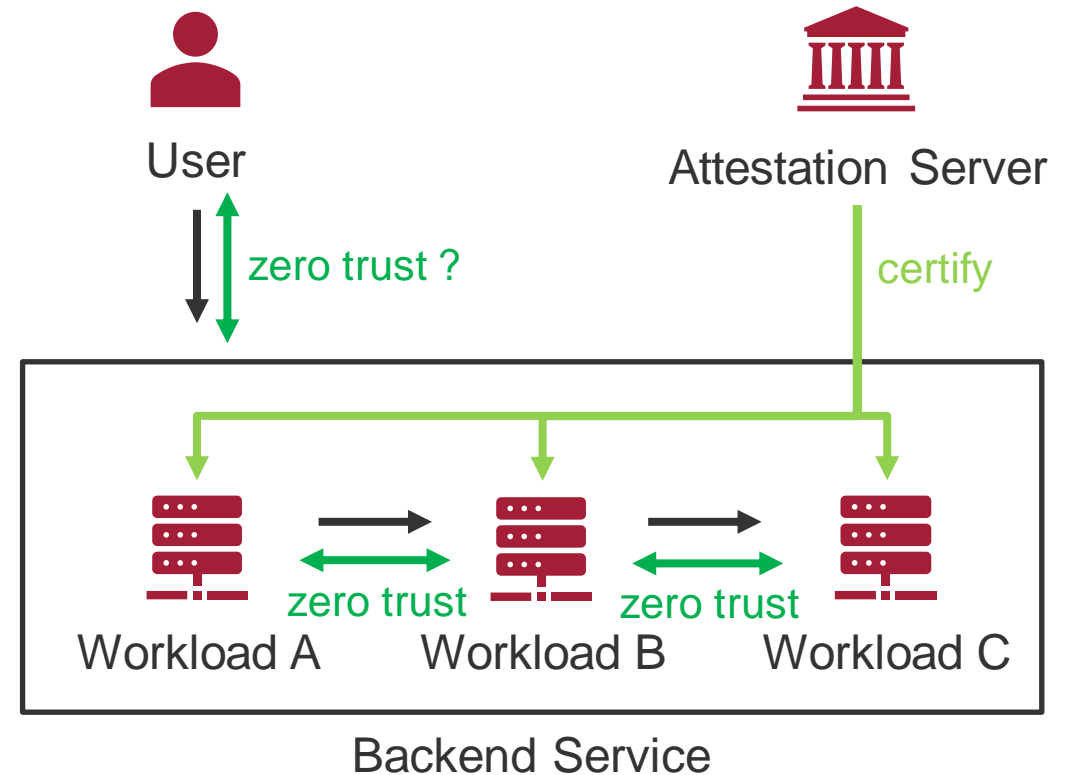 User
Attestation Server
zero trust ?
certify
zero trust
zero trust
Workload A
Workload B
Workload C
Backend Service